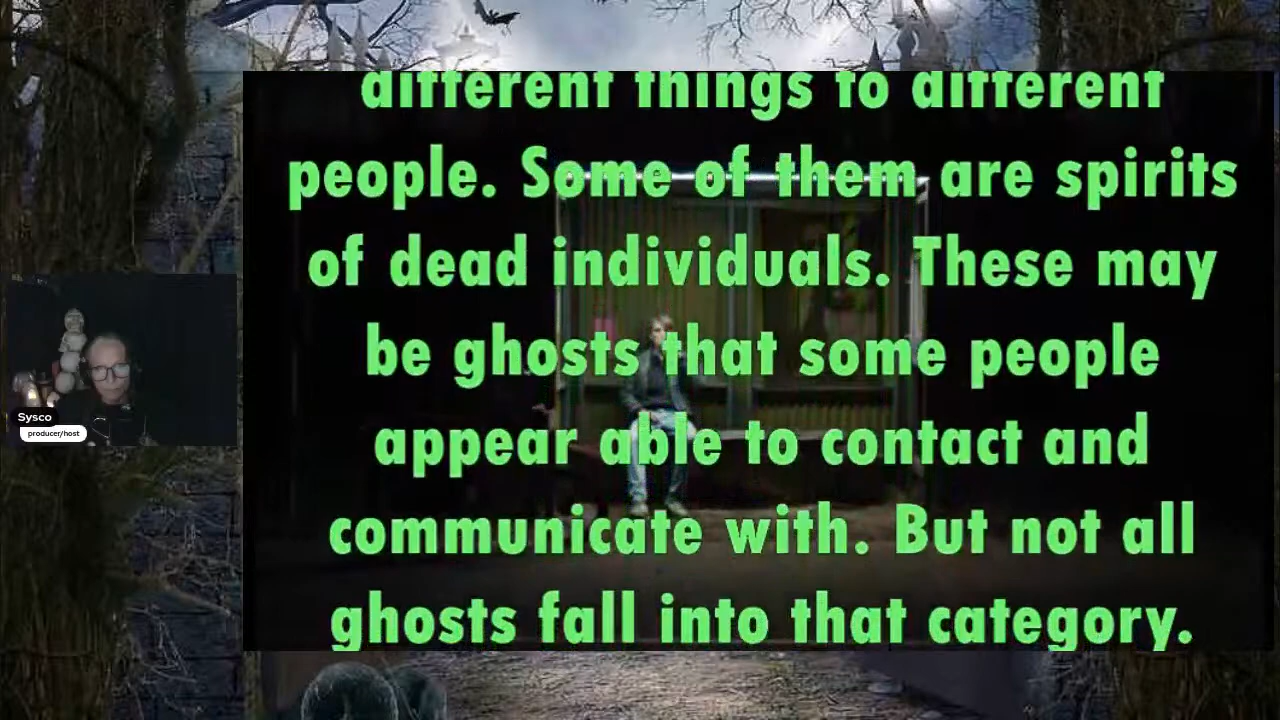 different things to different
people. Some of them are spirits
of dead individuals. These may
be ghosts that some people
appear able to contact and
communicate with. But not all
ghosts fall into that category.
Sysco
producer/host